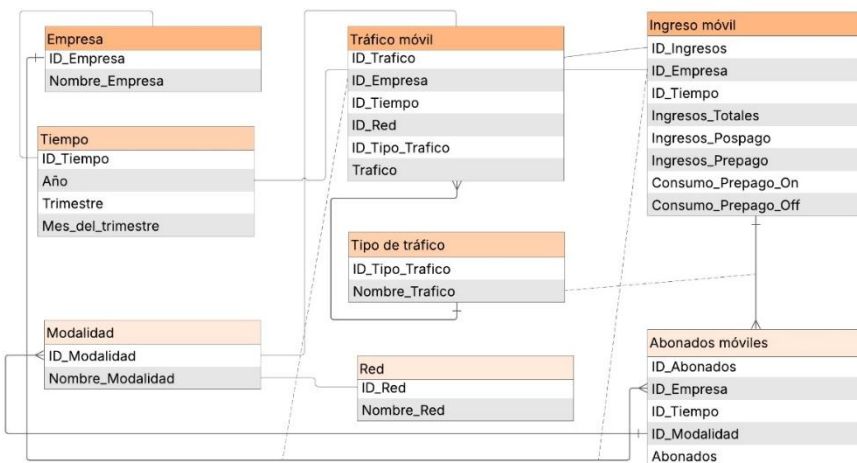 Empresa
ID_Empresa
Nombre_Empresa
Tiempo
ID_Tiempo
Año
Trimestre
Mes_del_trimestre
Modalidad
ID_Modalidad
Nombre_Modalidad
Tráfico móvil
ID_Trafico
ID_Empresa
ID_Tiempo
ID_Red
ID_Tipo_Trafico
Trafico
Tipo de tráfico
ID_Tipo_Trafico
Nombre_Trafico
Red
ID_Red
Nombre_Red
Ingreso móvil
ID_Ingresos
ID_Empresa
ID_Tiempo
Ingresos_Totales
Ingresos_Pospago
Ingresos_Prepago
Consumo_Prepago_On
Consumo_Prepago_Off
Abonados móviles
ID_Abonados
ID_Empresa
ID_Tiempo
ID_Modalidad
Abonados